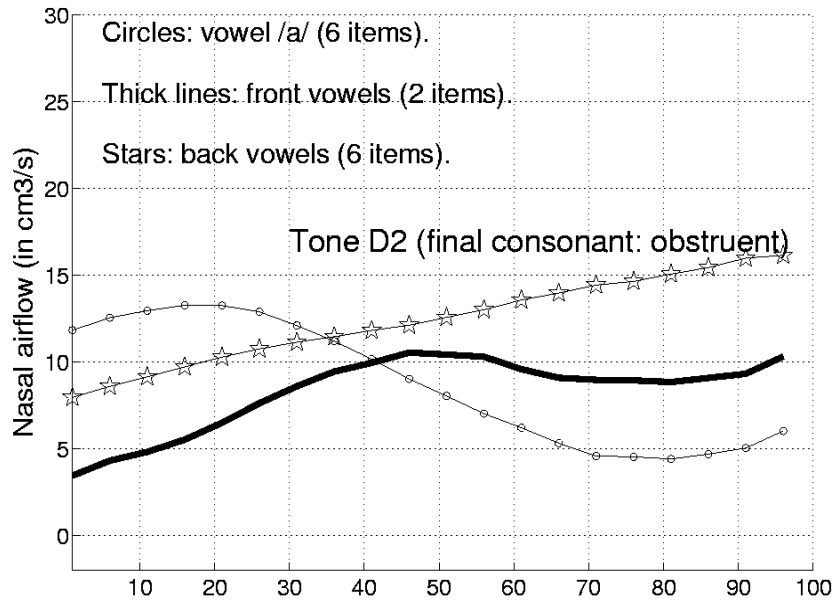 30
Circles: vowel /a/ (6 items).
Thick lines: front vowels (2 items).
25
Stars: back vowels (6 items).
20
Tone D2 (final consonant: obstruent)
15
10
5
0
Nasal airflow (in cm3/s)
10 20 30 40 50 60 70 80 90 100